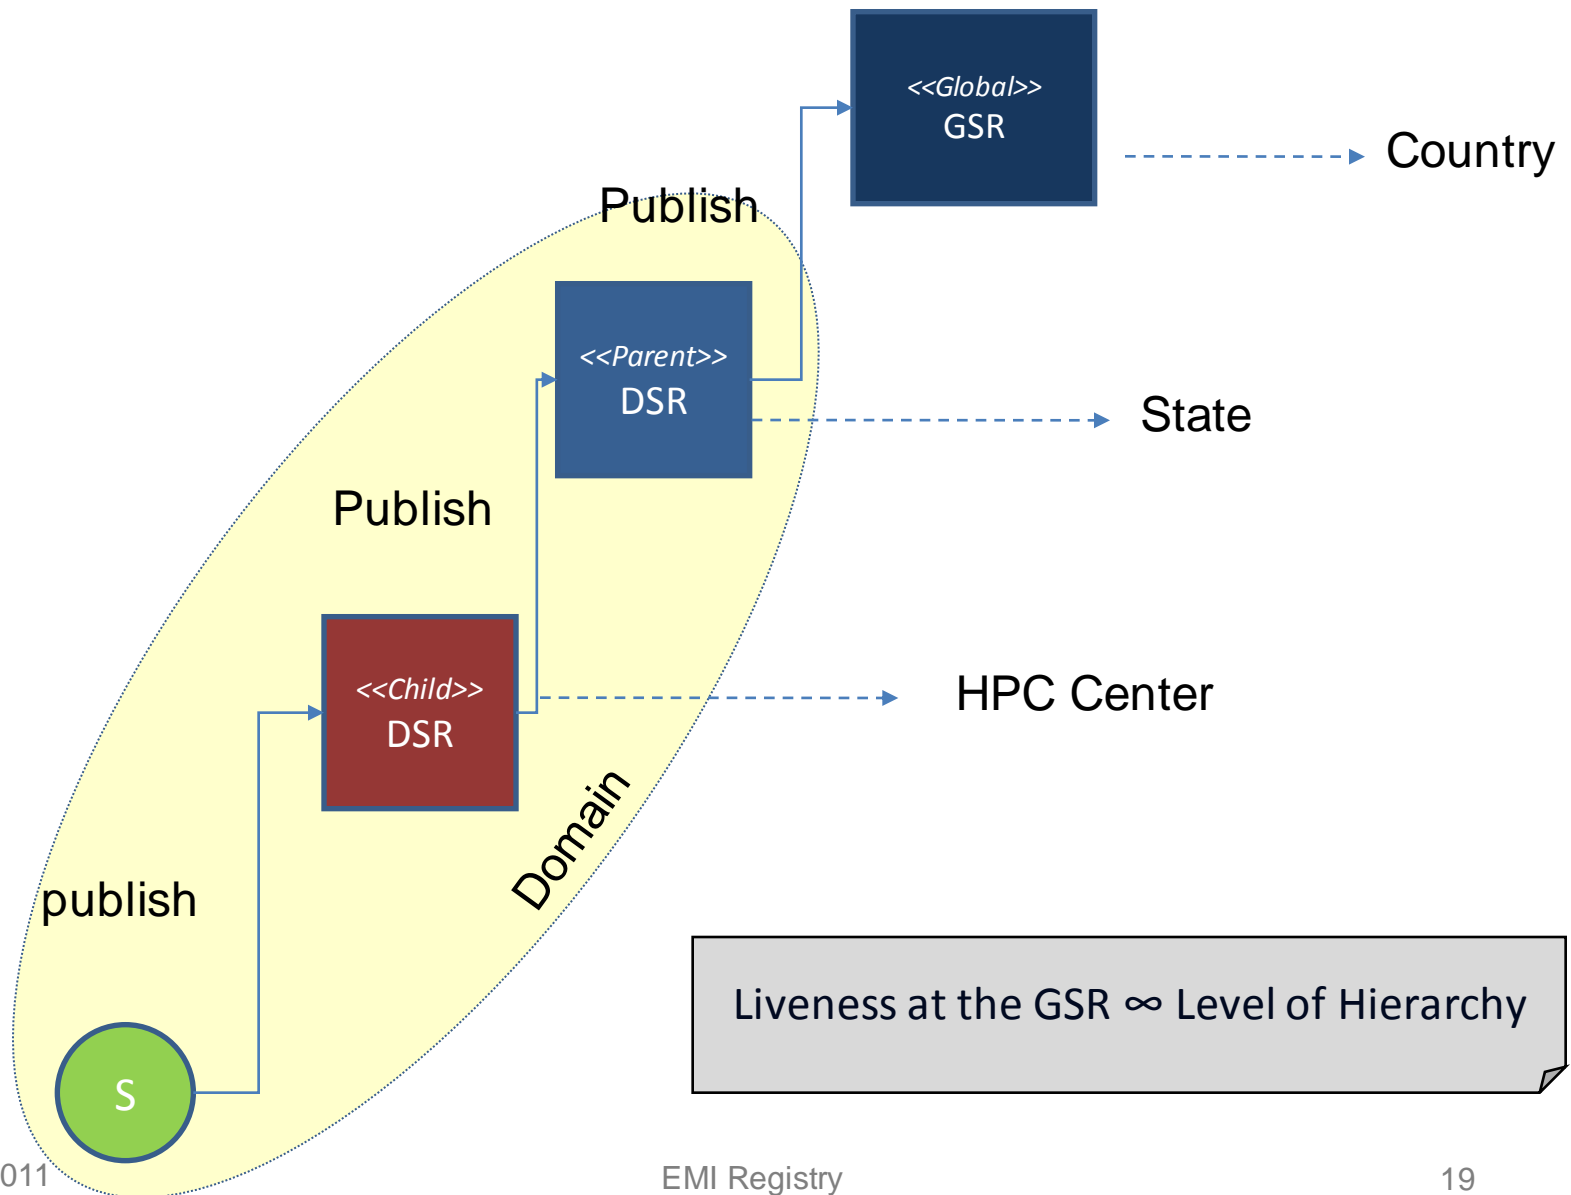 <<Global>>
GSR
Country
Publish
<<Parent>>
DSR
State
Publish
<<Child>>
DSR
HPC Center
Domain
publish
Liveness at the GSR ∞ Level of Hierarchy
S
011
EMI Registry
19